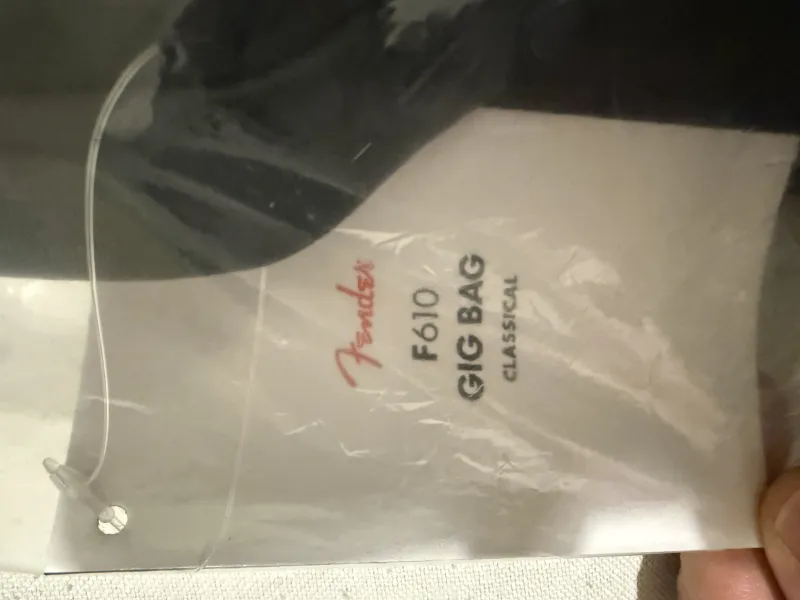 Fender
F610
GIG BAG
CLASSICAL